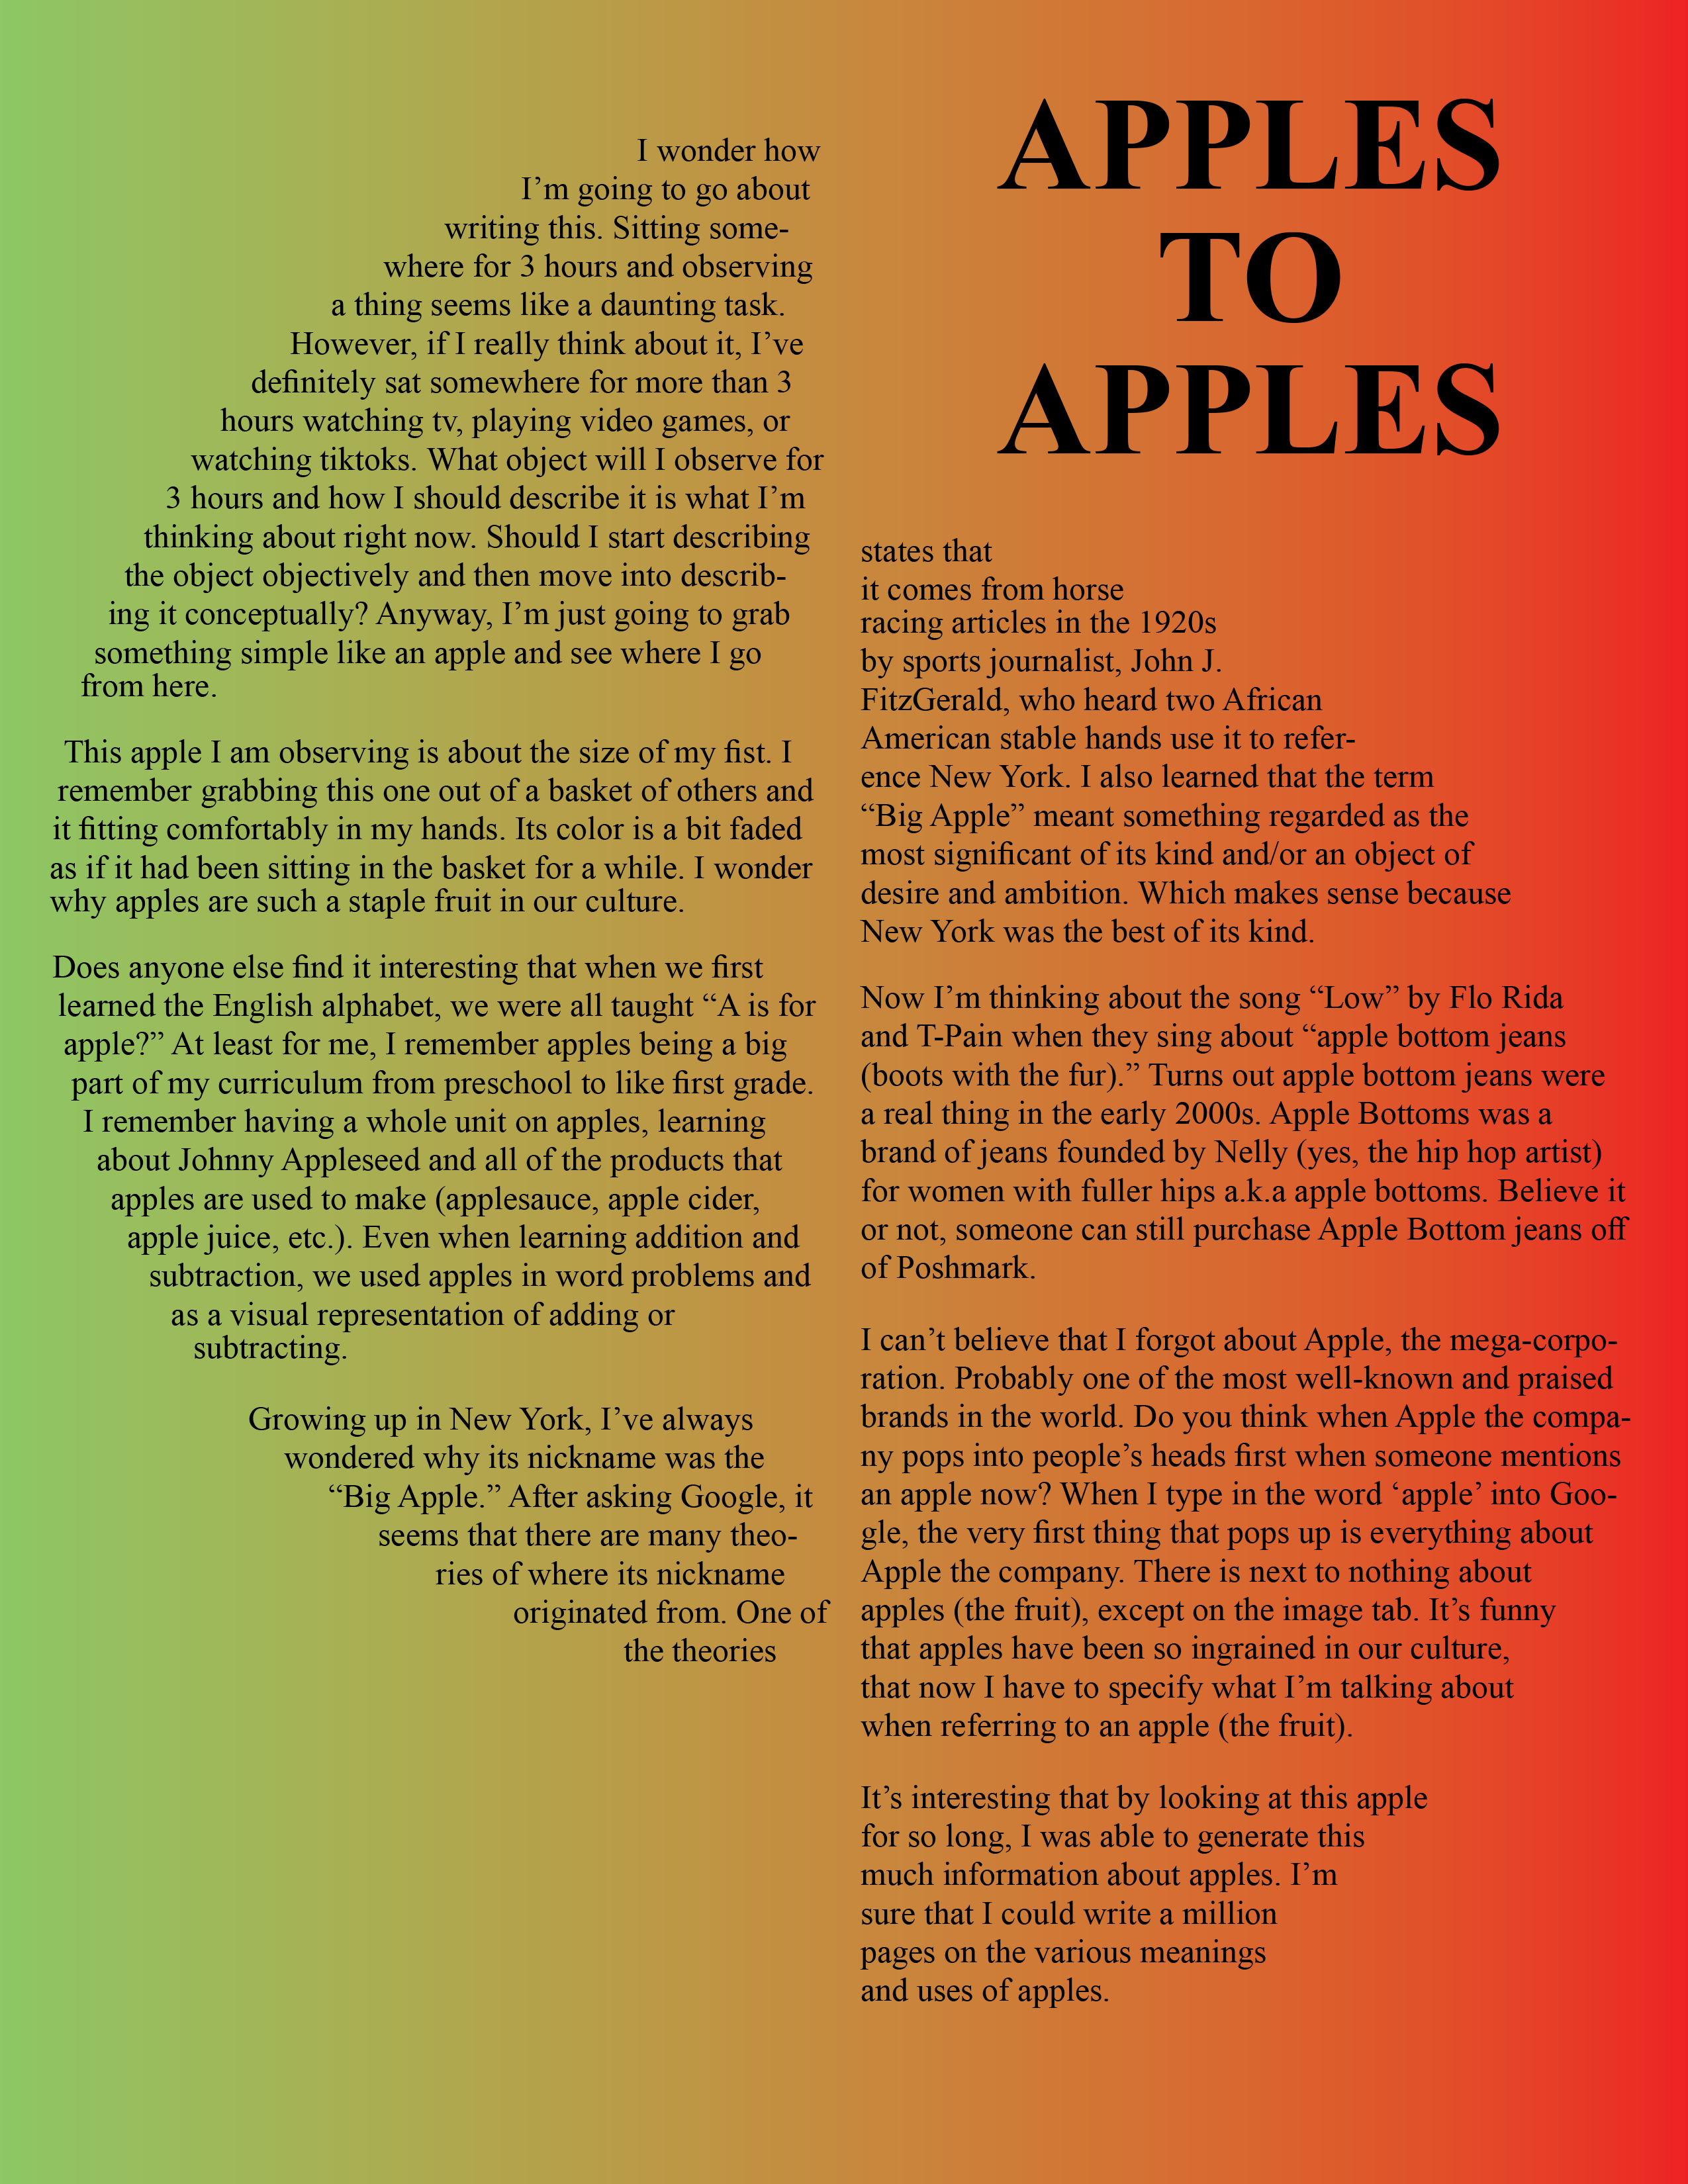 APPLES
TO
APPLES
I wonder how
I’m going to go about
writing this. Sitting some-
where for 3 hours and observing
a thing seems like a daunting task.
However, if I really think about it, I’ve
definitely sat somewhere for more than 3
hours watching tv, playing video games, or
watching tiktoks. What object will I observe for
3 hours and how I should describe it is what I’m
thinking about right now. Should I start describing
the object objectively and then move into describ-
ing it conceptually? Anyway, I’m just going to grab
something simple like an apple and see where I go
from here.
This apple I am observing is about the size of my fist. I
remember grabbing this one out of a basket of others and
it fitting comfortably in my hands. Its color is a bit faded
as if it had been sitting in the basket for a while. I wonder
why apples are such a staple fruit in our culture.
Does anyone else find it interesting that when we first
learned the English alphabet, we were all taught “A is for
apple?” At least for me, I remember apples being a big
part of my curriculum from preschool to like first grade.
I remember having a whole unit on apples, learning
about Johnny Appleseed and all of the products that
apples are used to make (applesauce, apple cider,
apple juice, etc.). Even when learning addition and
subtraction, we used apples in word problems and
as a visual representation of adding or
subtracting.
Growing up in New York, I’ve always
wondered why its nickname was the
“Big Apple.” After asking Google, it
seems that there are many theo-
ries of where its nickname
originated from. One of
the theories
states that
it comes from horse
racing articles in the 1920s
by sports journalist, John J.
FitzGerald, who heard two African
American stable hands use it to refer-
ence New York. I also learned that the term
“Big Apple” meant something regarded as the
most significant of its kind and/or an object of
desire and ambition. Which makes sense because
New York was the best of its kind.
Now I’m thinking about the song “Low” by Flo Rida
and T-Pain when they sing about “apple bottom jeans
(boots with the fur).” Turns out apple bottom jeans were
a real thing in the early 2000s. Apple Bottoms was a
brand of jeans founded by Nelly (yes, the hip hop artist)
for women with fuller hips a.k.a apple bottoms. Believe it
or not, someone can still purchase Apple Bottom jeans off
of Poshmark.
I can’t believe that I forgot about Apple, the mega-corpo-
ration. Probably one of the most well-known and praised
brands in the world. Do you think when Apple the compa-
ny pops into people’s heads first when someone mentions
an apple now? When I type in the word ‘apple’ into Goo-
gle, the very first thing that pops up is everything about
Apple the company. There is next to nothing about
apples (the fruit), except on the image tab. It’s funny
that apples have been so ingrained in our culture,
that now I have to specify what I’m talking about
when referring to an apple (the fruit).
It’s interesting that by looking at this apple
for so long, I was able to generate this
much information about apples. I’m
sure that I could write a million
pages on the various meanings
and uses of apples.